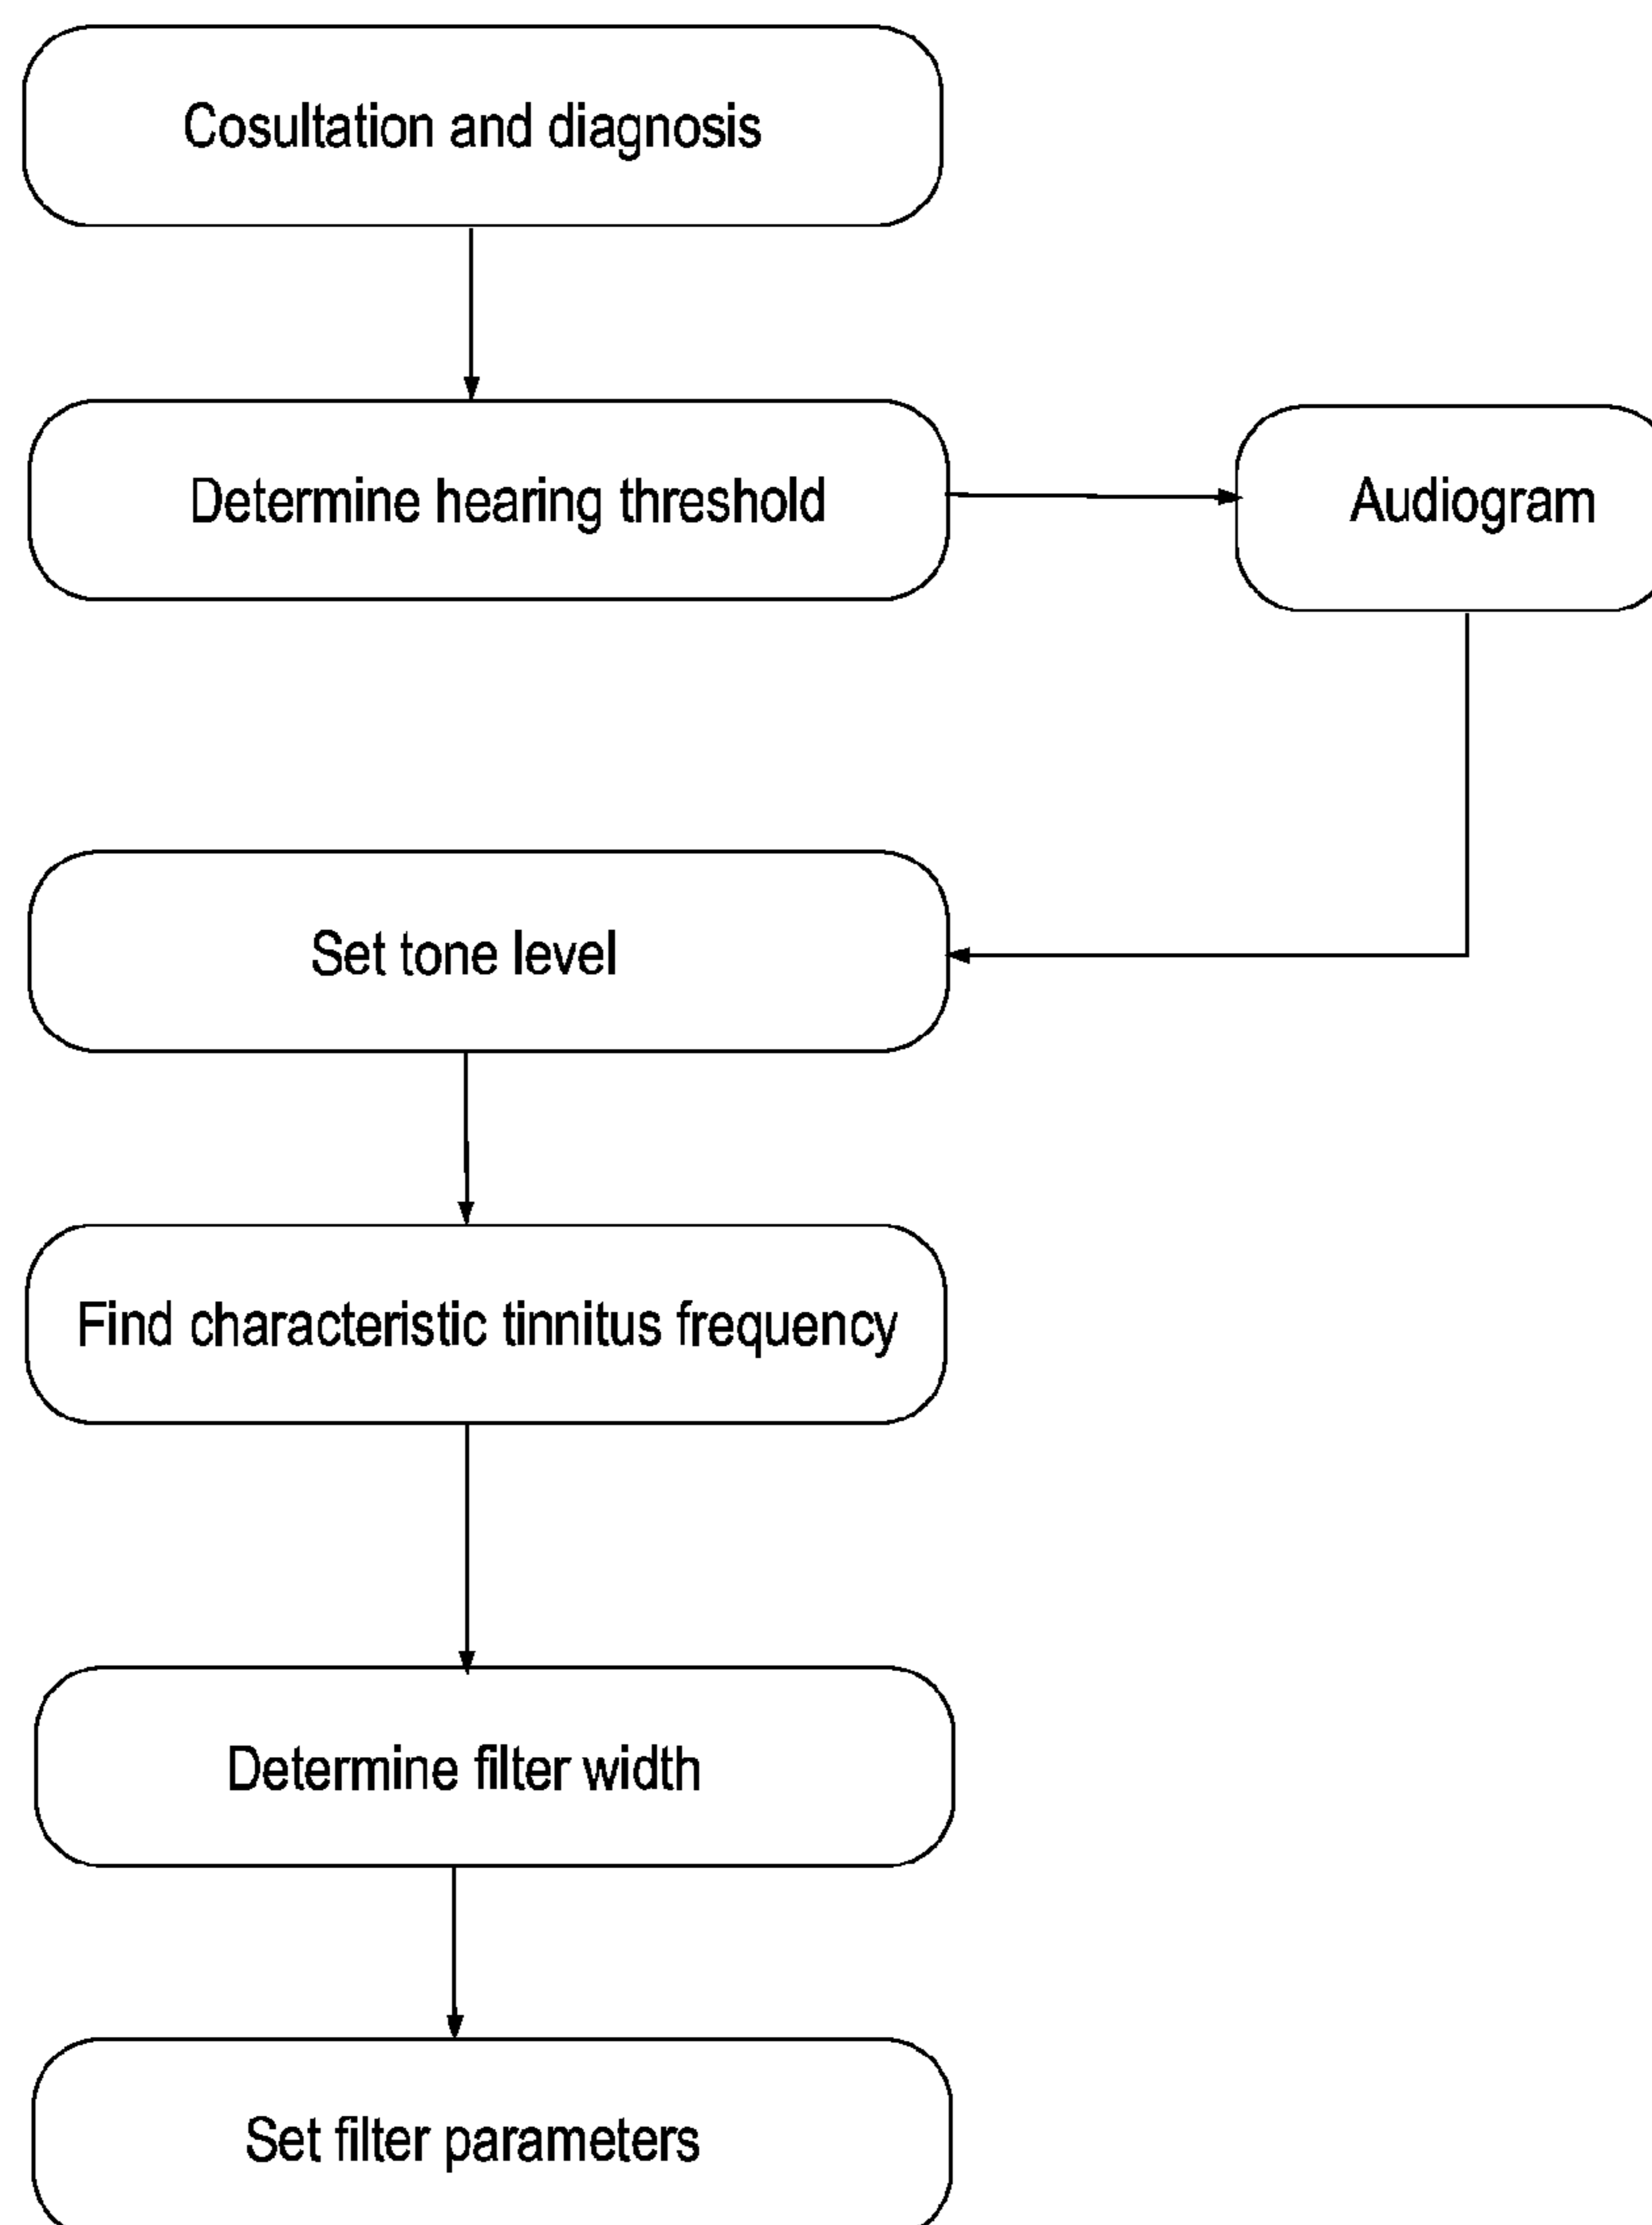 Cosultation and diagnosis
Determine hearing threshold
Audiogram
Set tone level
Find characteristic tinnitus frequency
Determine filter width
Set filter parameters